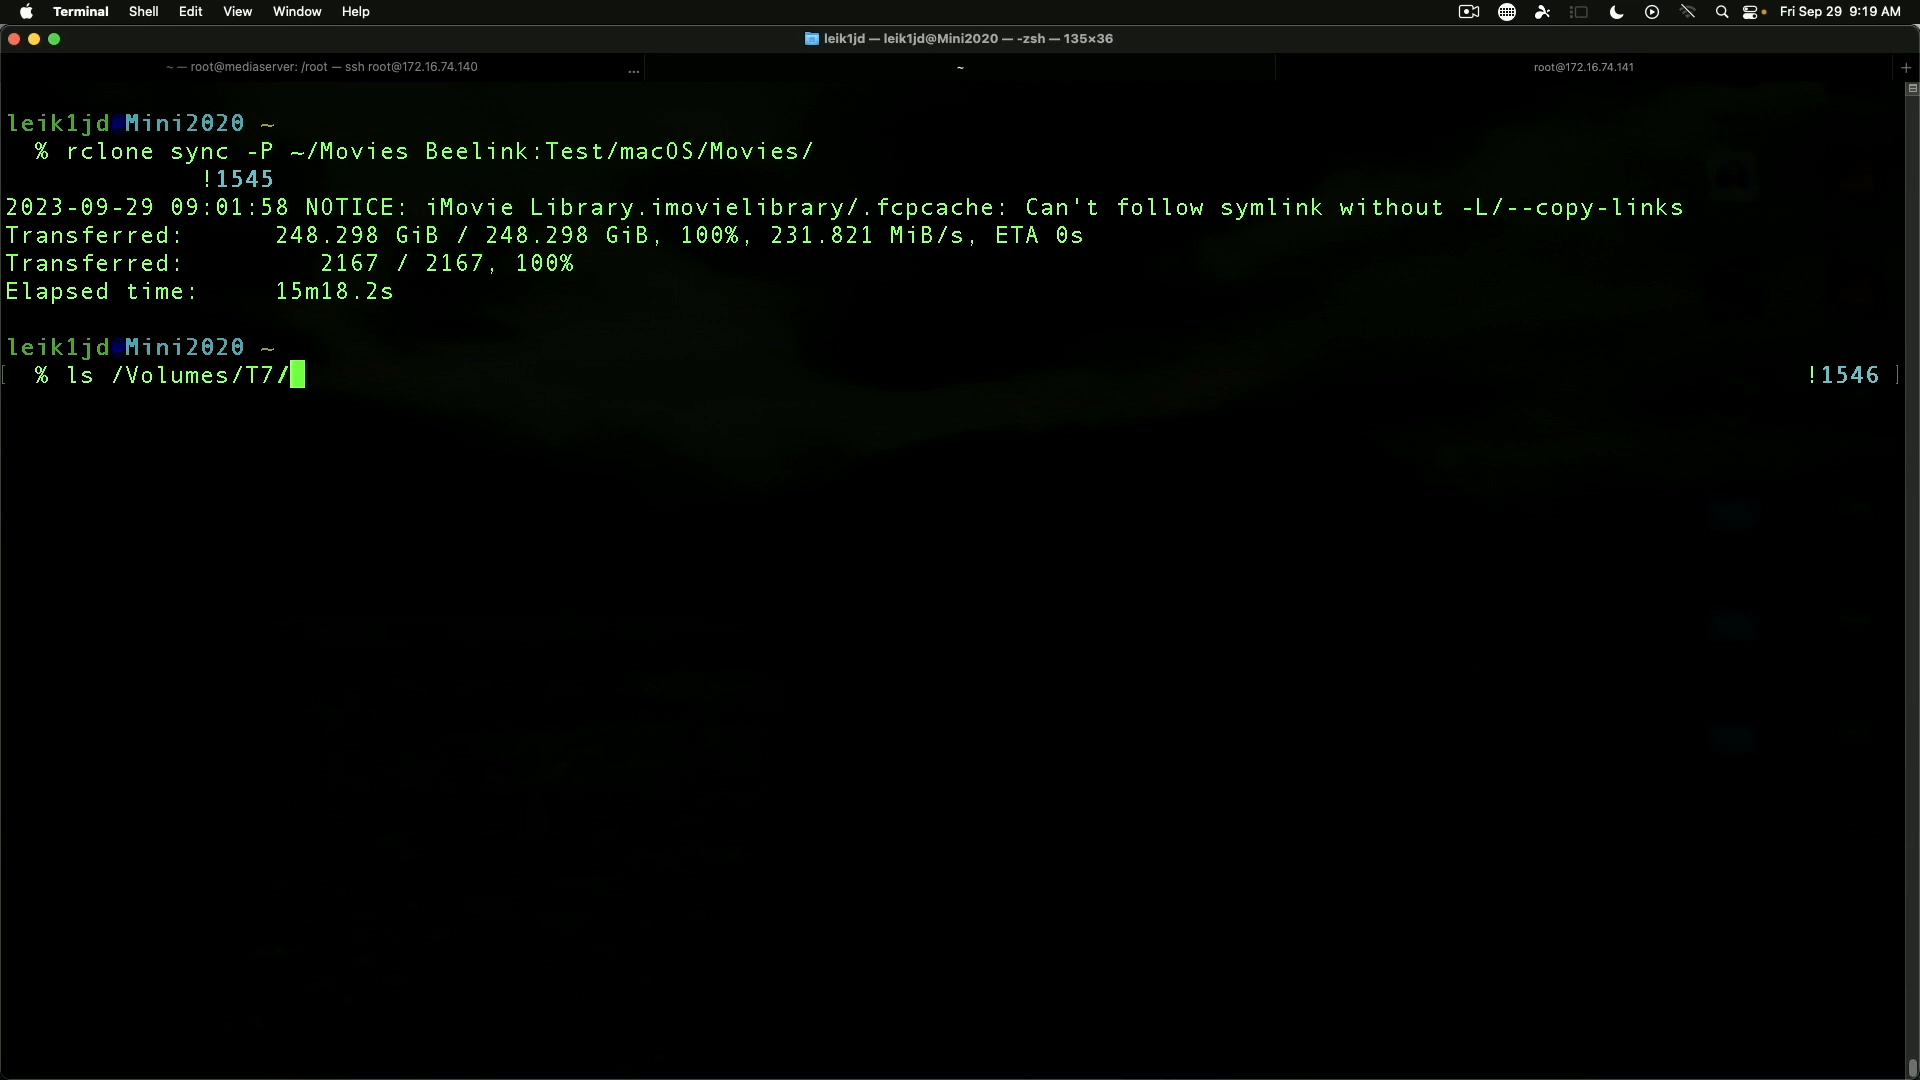 Terminal Shell Edit View Window Help Fri Sep 29 9:19 AM
leik1jd — leik1jd@Mini2020 — -zsh — 135×36
~ — root@mediaserver: /root — ssh root@172.16.74.140 ... ~ root@172.16.74.141 +
leik1jd Mini2020 ~
% rclone sync -P ~/Movies Beelink:Test/macOS/Movies/
!1545
2023-09-29 09:01:58 NOTICE: iMovie Library.imovielibrary/.fcpcache: Can't follow symlink without -L/--copy-links
Transferred: 248.298 GiB / 248.298 GiB, 100%, 231.821 MiB/s, ETA 0s
Transferred: 2167 / 2167, 100%
Elapsed time: 15m18.2s
leik1jd Mini2020 ~
[ % ls /Volumes/T7/ !1546 ]